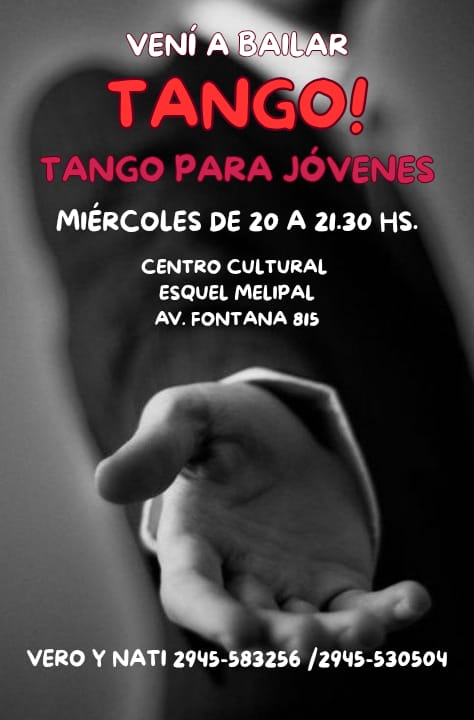 VENÍ A BAILAR
TANGO!
TANGO PARA JÓVENES
MIÉRCOLES DE 20 A 21.30 HS.
CENTRO CULTURAL
ESQUEL MELIPAL
AV. FONTANA 815
VERO Y NATI 2945-583256 /2945-530504